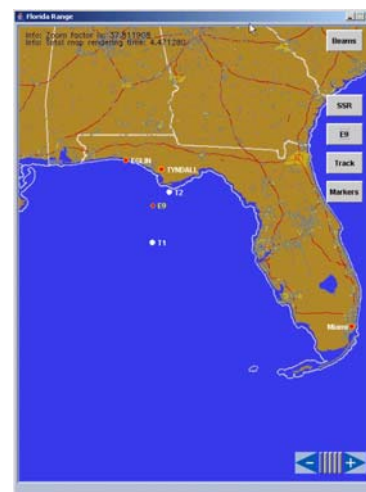 Florida Range
Info: Zoom factor is: 37.511908
Info: Total map rendering time: 4.471280
Beams
SSR
E9
Track
Markers
EGLIN
TYNDALL
T2
E9
T1
Miami